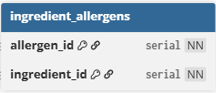 ingredient_allergens
allergen_id serial NN
ingredient_id serial NN